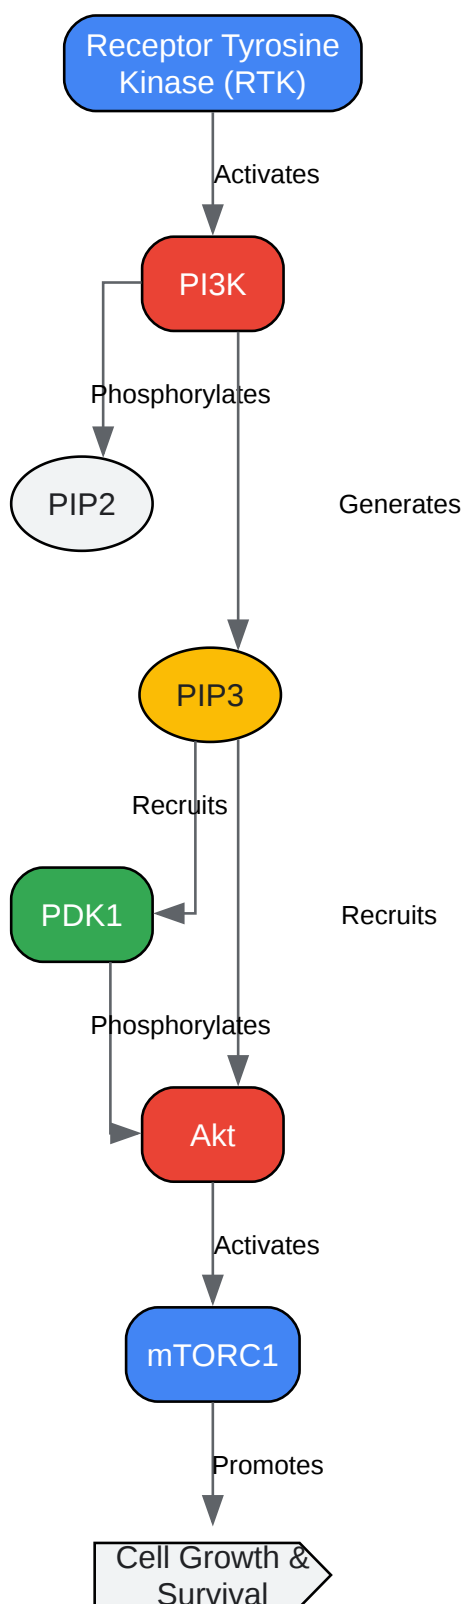 Receptor Tyrosine
Kinase (RTK)
Activates
PI3K
Phosphorylates
PIP2
Generates
PIP3
Recruits
PDK1
Recruits
Phosphorylates
Akt
Activates
mTORC1
Promotes
Cell Growth &
Survival